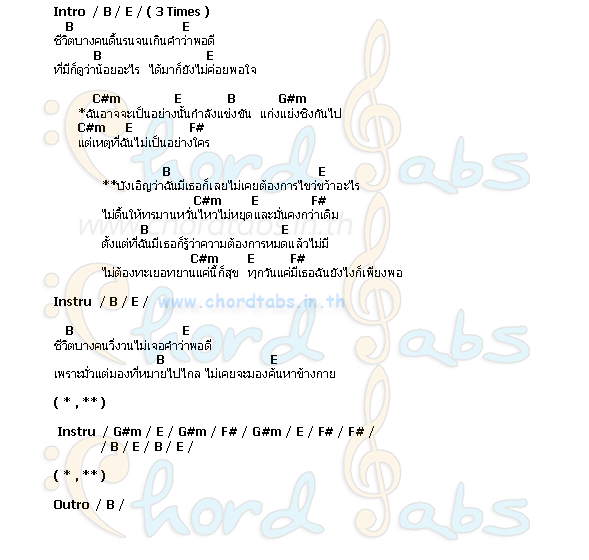 Intro / B / E / ( 3 Times )
B E
ชีวิตบางคนดิ้นรนจนเกินคำว่าพอดี
B E
ที่มีก็ดูว่าน้อยอะไร ได้มาก็ยังไม่ค่อยพอใจ
C#m E B G#m
*ฉันอาจจะเป็นอย่างนั้นกำลังแข่งขัน แก่งแย่งชิงกันไป
C#m E F#
แต่เหตุที่ฉันไม่เป็นอย่างใคร
B E
**บังเอิญว่าฉันมีเธอก็เลยไม่เคยต้องการไขว่ขว้าอะไร
C#m E F#
ไม่ดิ้นให้ทรมานหวั่นไหวไม่หยุดและมั่นคงกว่าเดิม
B E
ตั้งแต่ที่ฉันมีเธอก็รู้ว่าความต้องการหมดแล้วไม่มี
C#m E F#
ไม่ต้องทะเยอทยานแค่นี้ก็สุข ทุกวันแค่มีเธอฉันยังไงก็เพียงพอ
Instru / B / E /
www.chordtabs.in.th
B E
ชีวิตบางคนวิ่งวนไม่เจอคำว่าพอดี
B E
เพราะมัวแต่มองที่หมายไปไกล ไม่เคยจะมองค้นหาข้างกาย
( * , ** )
Instru / G#m / E / G#m / F# / G#m / E / F# / F# /
/ B / E / B / E /
( * , ** )
Outro / B /
Chord Tabs
www.chordtabs.in.th
Chord Tabs
Chord Tabs